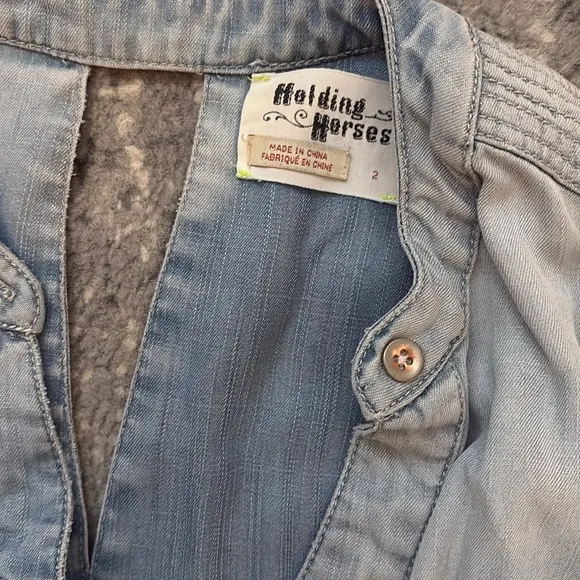 Holding
Horses
MADE IN CHINA
FABRIQUÉ EN CHINE
2